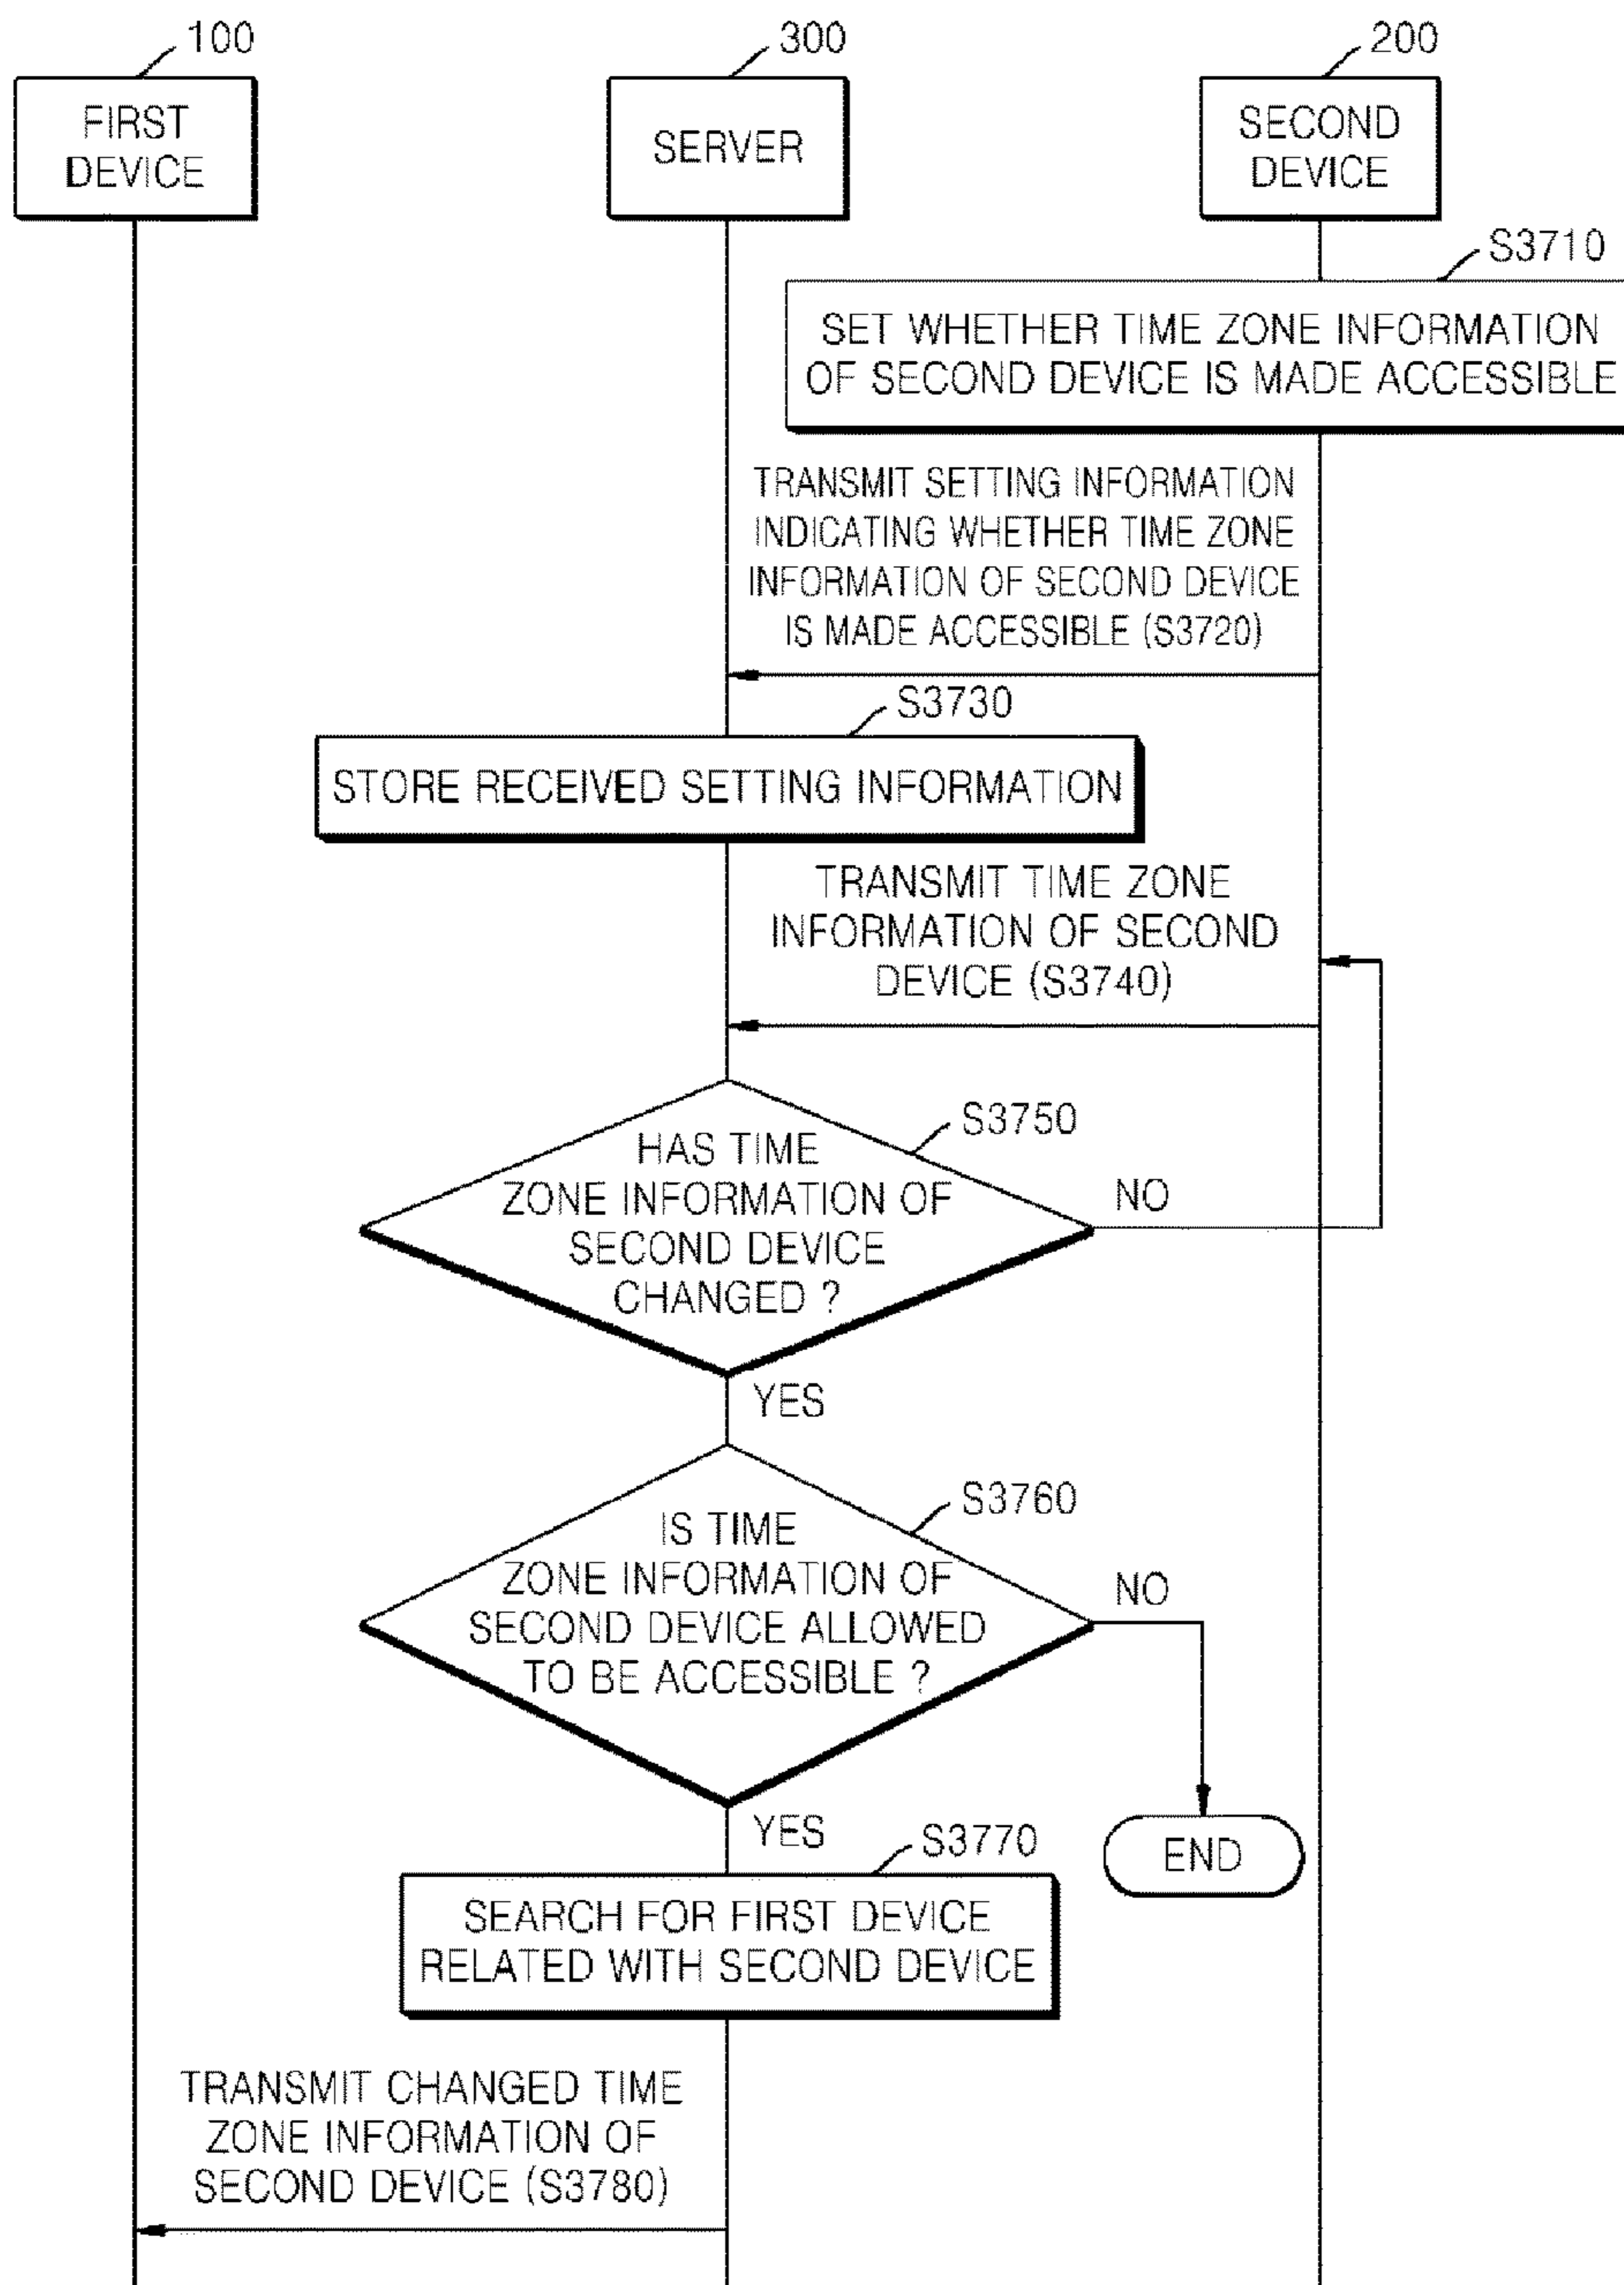 100
300
200
FIRST
DEVICE
SERVER
SECOND
DEVICE
S3710
SET WHETHER TIME ZONE INFORMATION
OF SECOND DEVICE IS MADE ACCESSIBLE
TRANSMIT SETTING INFORMATION
INDICATING WHETHER TIME ZONE
INFORMATION OF SECOND DEVICE
IS MADE ACCESSIBLE (S3720)
S3730
STORE RECEIVED SETTING INFORMATION
TRANSMIT TIME ZONE
INFORMATION OF SECOND
DEVICE (S3740)
S3750
HAS TIME
ZONE INFORMATION OF
SECOND DEVICE
CHANGED ?
NO
YES
S3760
IS TIME
ZONE INFORMATION OF
SECOND DEVICE ALLOWED
TO BE ACCESSIBLE ?
NO
YES
END
S3770
SEARCH FOR FIRST DEVICE
RELATED WITH SECOND DEVICE
TRANSMIT CHANGED TIME
ZONE INFORMATION OF
SECOND DEVICE (S3780)